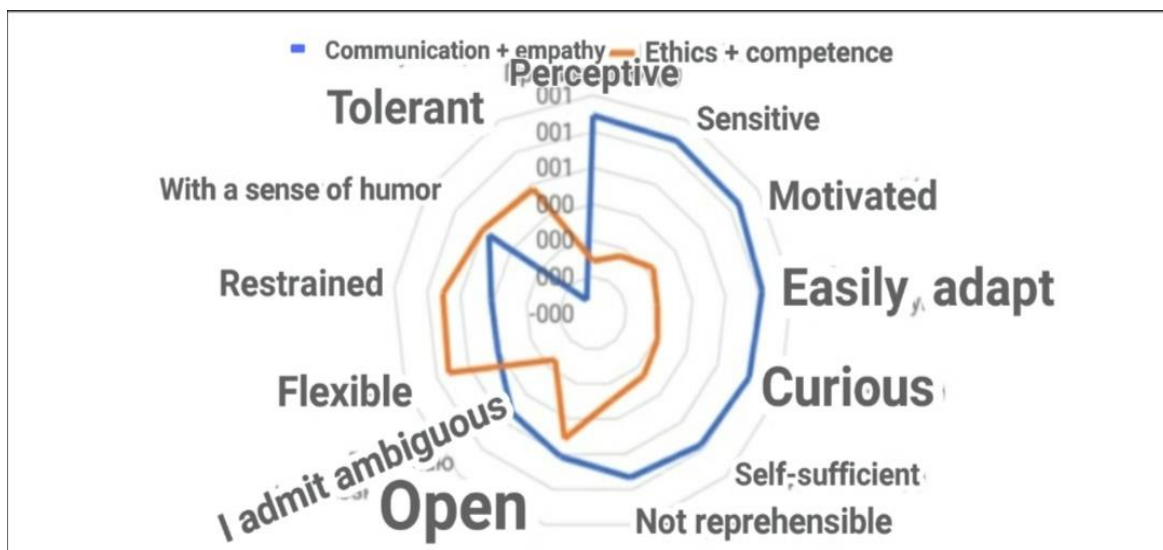 Communication + empathy
Ethics + competence
Perceptive
Sensitive
Motivated
Easily adapt
Curious
Self-sufficient
Not reprehensible
Open
I admit ambiguous
Flexible
Restrained
With a sense of humor
Tolerant
001
001
001
000
000
000
-000